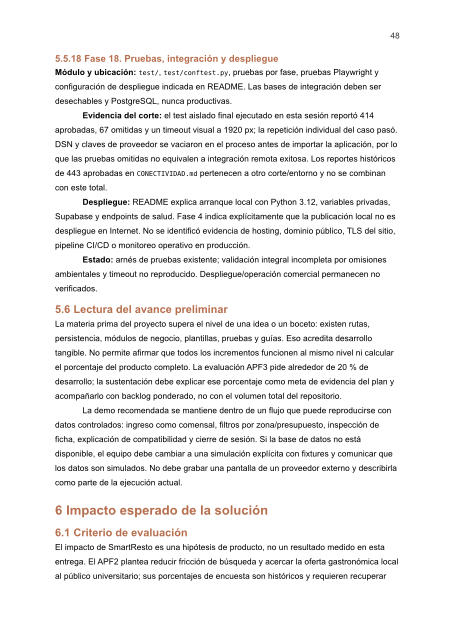 48
5.5.18 Fase 18. Pruebas, integración y despliegue
Módulo y ubicación: test/, test/conftest.py, pruebas por fase, pruebas Playwright y
configuración de despliegue indicada en README. Las bases de integración deben ser
desechables y PostgreSQL, nunca productivas.
Evidencia del corte: el test aislado final ejecutado en esta sesión reportó 414
aprobadas, 67 omitidas y un timeout visual a 1920 px; la repetición individual del caso pasó.
DSN y claves de proveedor se vaciaron en el proceso antes de importar la aplicación, por lo
que las pruebas omitidas no equivalen a integración remota exitosa. Los reportes históricos
de 443 aprobadas en CONECTIVIDAD.md pertenecen a otro corte/entorno y no se combinan
con este total.
Despliegue: README explica arranque local con Python 3.12, variables privadas,
Supabase y endpoints de salud. Fase 4 indica explícitamente que la publicación local no es
despliegue en Internet. No se identificó evidencia de hosting, dominio público, TLS del sitio,
pipeline CI/CD o monitoreo operativo en producción.
Estado: arnés de pruebas existente; validación integral incompleta por omisiones
ambientales y timeout no reproducido. Despliegue/operación comercial permanecen no
verificados.
5.6 Lectura del avance preliminar
La materia prima del proyecto supera el nivel de una idea o un boceto: existen rutas,
persistencia, módulos de negocio, plantillas, pruebas y guías. Eso acredita desarrollo
tangible. No permite afirmar que todos los incrementos funcionen al mismo nivel ni calcular
el porcentaje del producto completo. La evaluación APF3 pide alrededor de 20 % de
desarrollo; la sustentación debe explicar ese porcentaje como meta de evidencia del plan y
acompañarlo con backlog ponderado, no con el volumen total del repositorio.
La demo recomendada se mantiene dentro de un flujo que puede reproducirse con
datos controlados: ingreso como comensal, filtros por zona/presupuesto, inspección de
ficha, explicación de compatibilidad y cierre de sesión. Si la base de datos no está
disponible, el equipo debe cambiar a una simulación explícita con fixtures y comunicar que
los datos son simulados. No debe grabar una pantalla de un proveedor externo y describirla
como parte de la ejecución actual.
6 Impacto esperado de la solución
6.1 Criterio de evaluación
El impacto de SmartResto es una hipótesis de producto, no un resultado medido en esta
entrega. El APF2 plantea reducir fricción de búsqueda y acercar la oferta gastronómica local
al público universitario; sus porcentajes de encuesta son históricos y requieren recuperar